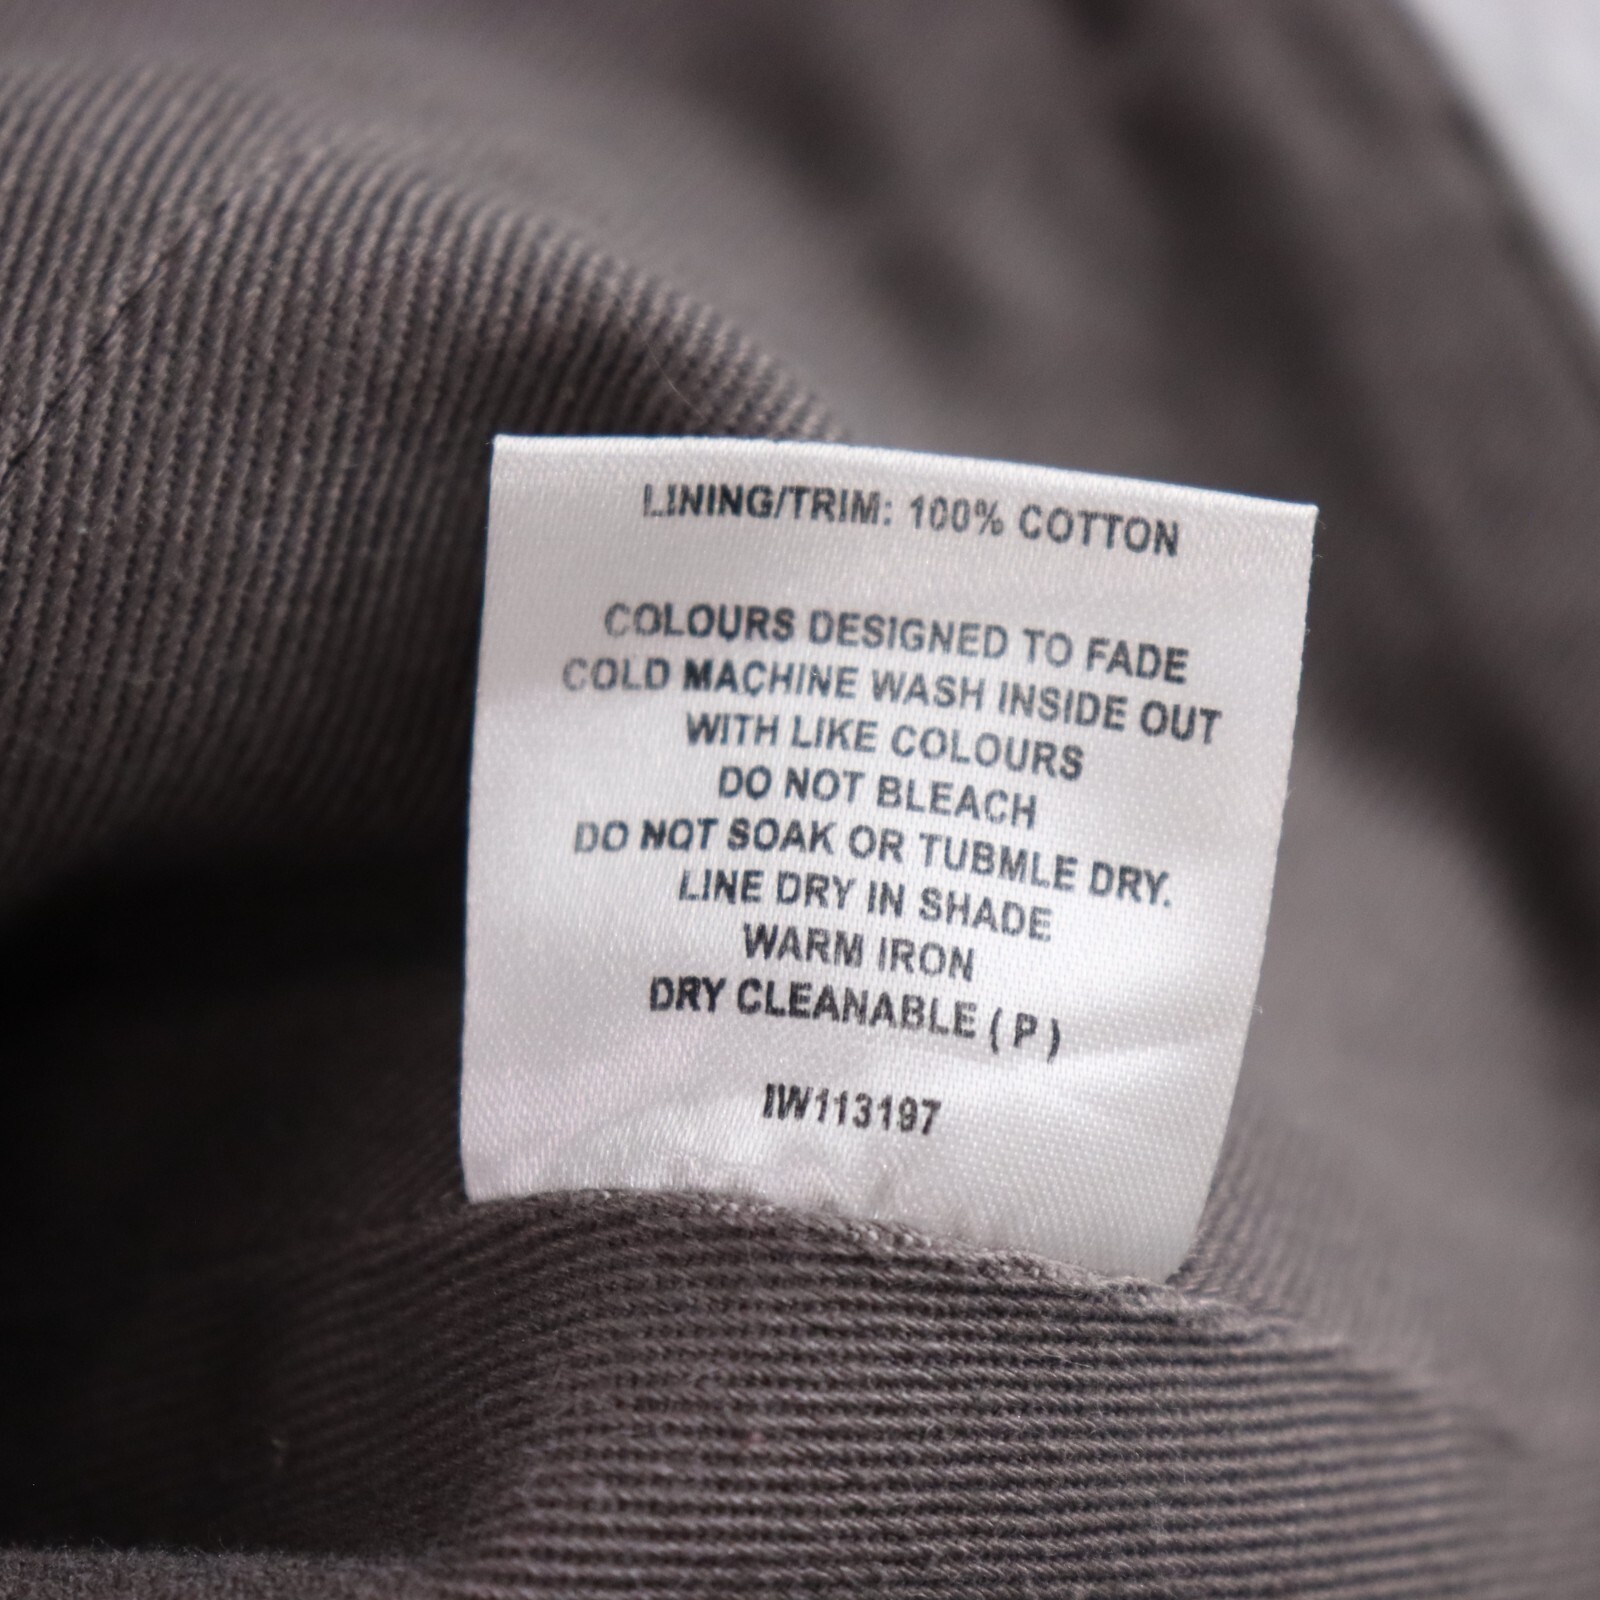 LINING/TRIM: 100% COTTON
COLOURS DESIGNED TO FADE
COLD MACHINE WASH INSIDE OUT
WITH LIKE COLOURS
DO NOT BLEACH
DO NOT SOAK OR TUBMLE DRY.
LINE DRY IN SHADE
WARM IRON
DRY CLEANABLE ( P )
IW113197